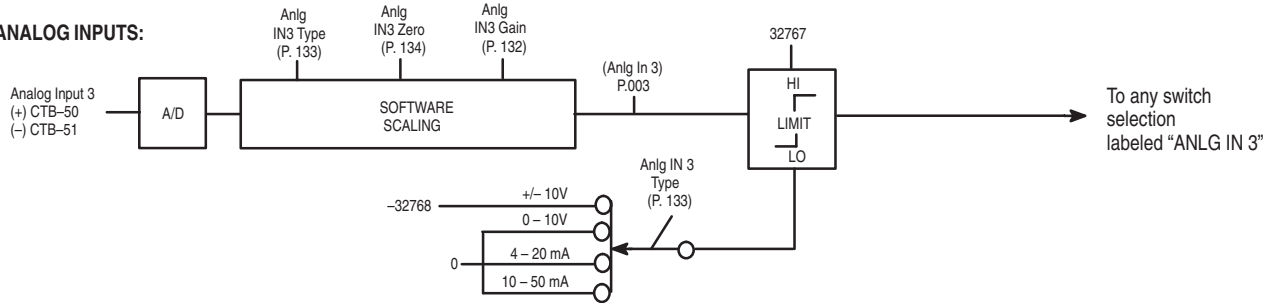 ANALOG INPUTS:
Anlg
IN3 Type
(P. 133)
Anlg
IN3 Zero
(P. 134)
Anlg
IN3 Gain
(P. 132)
32767
Analog Input 3
(+) CTB–50
(–) CTB–51
A/D
SOFTWARE
SCALING
(Anlg In 3)
P.003
HI
LIMIT
LO
To any switch
selection
labeled “ANLG IN 3”
Anlg IN 3
Type
(P. 133)
–32768
+/– 10V
0 – 10V
0
4 – 20 mA
10 – 50 mA